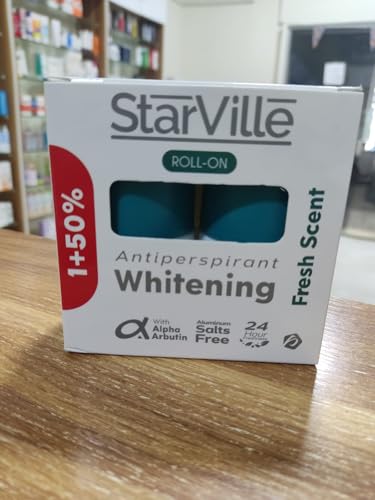 StarVille
ROLL-ON
1+50%
Fresh Scent
Antiperspirant
Whitening
With
Alpha
Arbutin
Aluminum
Salts
Free
24
Hour